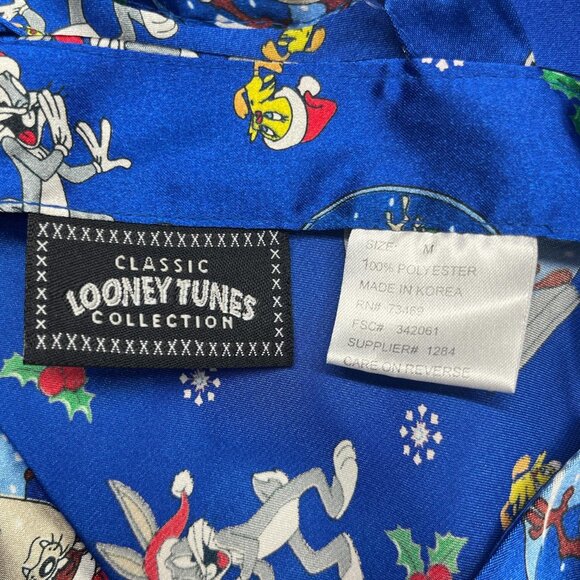 CLASSIC
LOONEY TUNES
COLLECTION
SIZE: M
100% POLYESTER
MADE IN KOREA
RN# 73469
FSC# 342061
SUPPLIER# 1284
CARE ON REVERSE